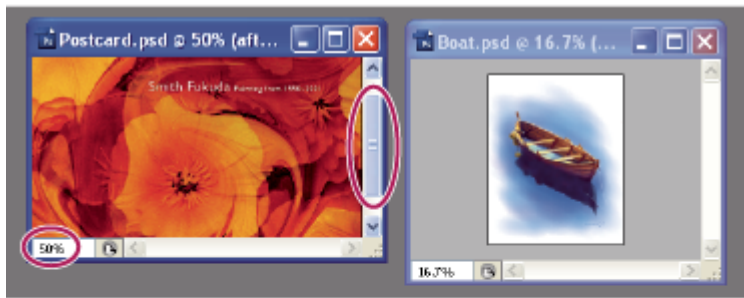 Postcard.psd @ 50% (aft...
Smith Fukuda
50%
Boat.psd @ 16.7% (...
16.7%